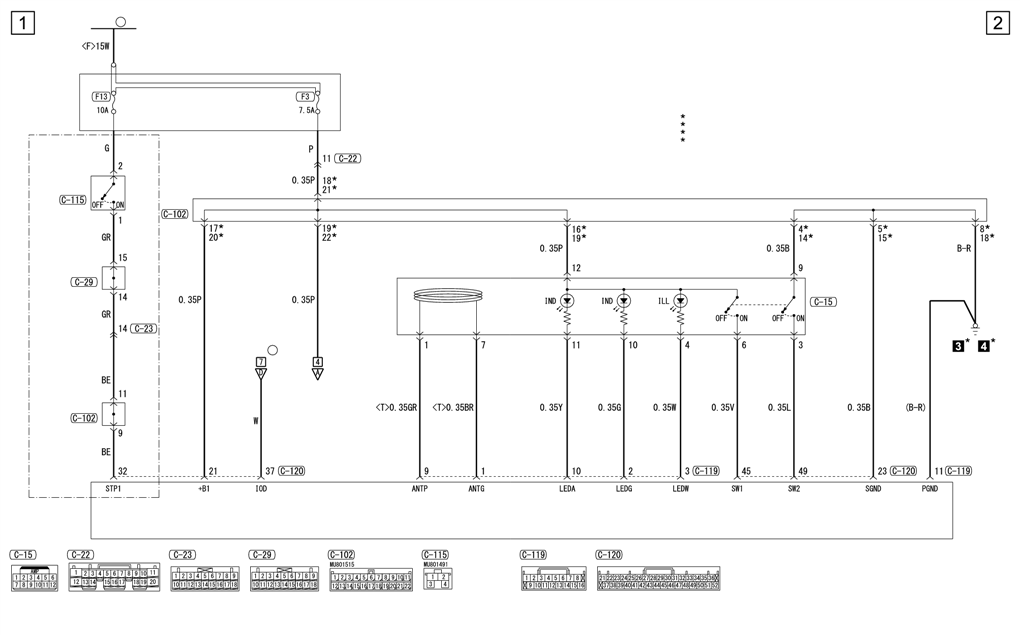 1
2
<F>15W
F13
10A
F3
7.5A
*
*
*
*
G
P
2
11
C-22
0.35P
18*
21*
C-115
OFF
ON
C-102
1
17*
20*
19*
22*
16*
19*
4*
14*
5*
15*
8*
18*
GR
15
0.35P
0.35B
B-R
12
9
C-29
14
0.35P
0.35P
IND
IND
ILL
C-15
GR
14
C-23
OFF
ON
OFF
ON
1
7
11
10
4
6
3
3*
4*
7
D
4
A
BE
11
<T>0.35GR
<T>0.35BR
0.35Y
0.35G
0.35W
0.35V
0.35L
0.35B
(B-R)
C-102
W
9
BE
32
21
37
C-120
9
1
10
2
3
C-119
45
49
23
C-120
11
C-119
STP1
+B1
IOD
ANTP
ANTG
LEDA
LEDG
LEDW
SW1
SW2
SGND
PGND
C-15
C-22
C-23
C-29
C-102
C-115
C-119
C-120
MU801515
MU801491
AMP
1 2 3 4 5 6
7 8 9 10 11 12
1 2 3 4 5 6 7 8 9 10 11
12 13 14 15 16 17 18 19 20
1 2 3 4 5 6 7 8 9
10 11 12 13 14 15 16 17 18
1 2 3 4 5 6 7 8 9
10 11 12 13 14 15 16 17 18
1 2 3 4 5 6 7 8 9 10 11
12 13 14 15 16 17 18 19 20 21 22
1 2
3 4
1 2 3 4 5 6 7 8
9 10 11 12 13 14 15 16
21 22 23 24 25 26 27 28 29 30 31 32 33 34 35 36
37 38 39 40 41 42 43 44 45 46 47 48 49 50 51 52